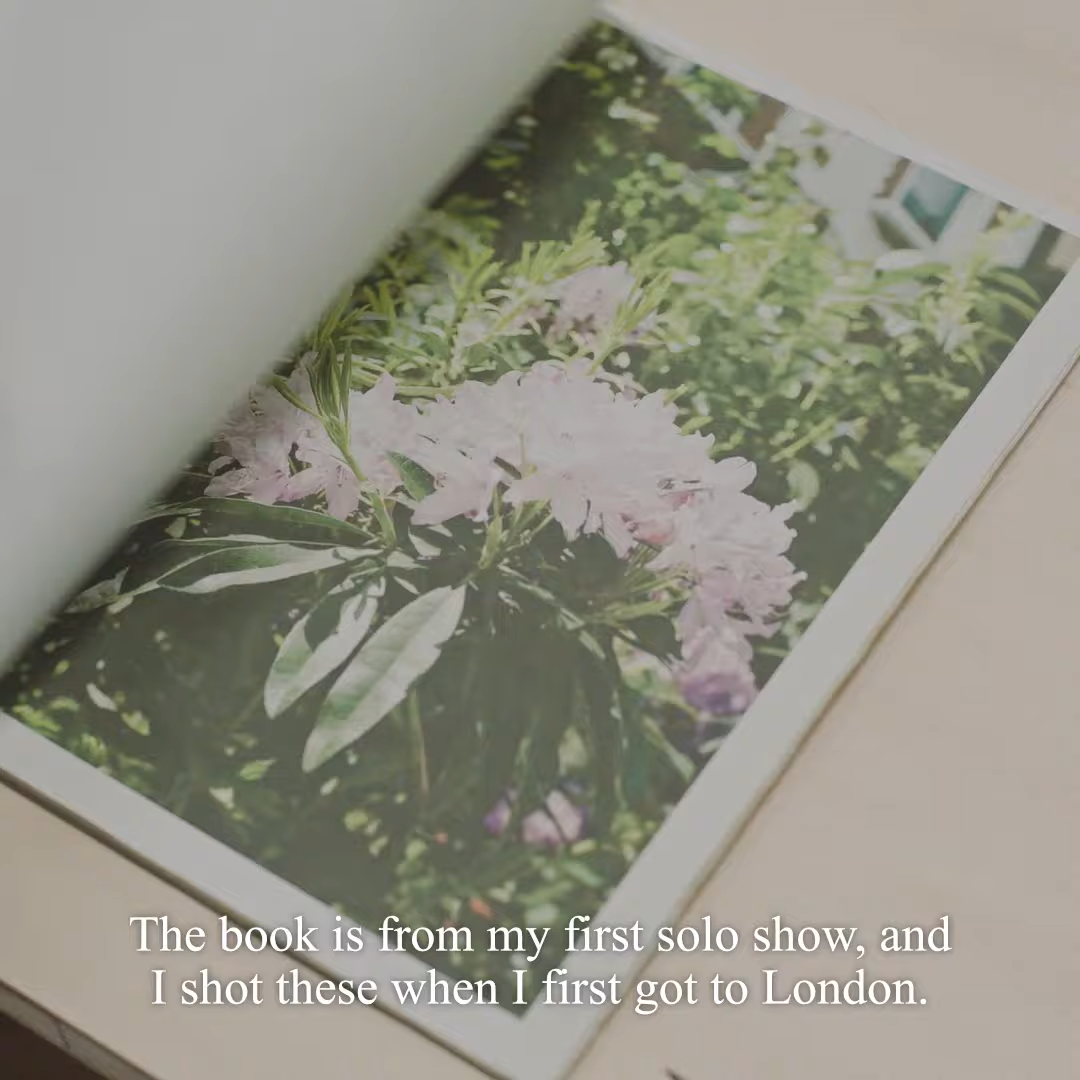 The book is from my first solo show, and
I shot these when I first got to London.